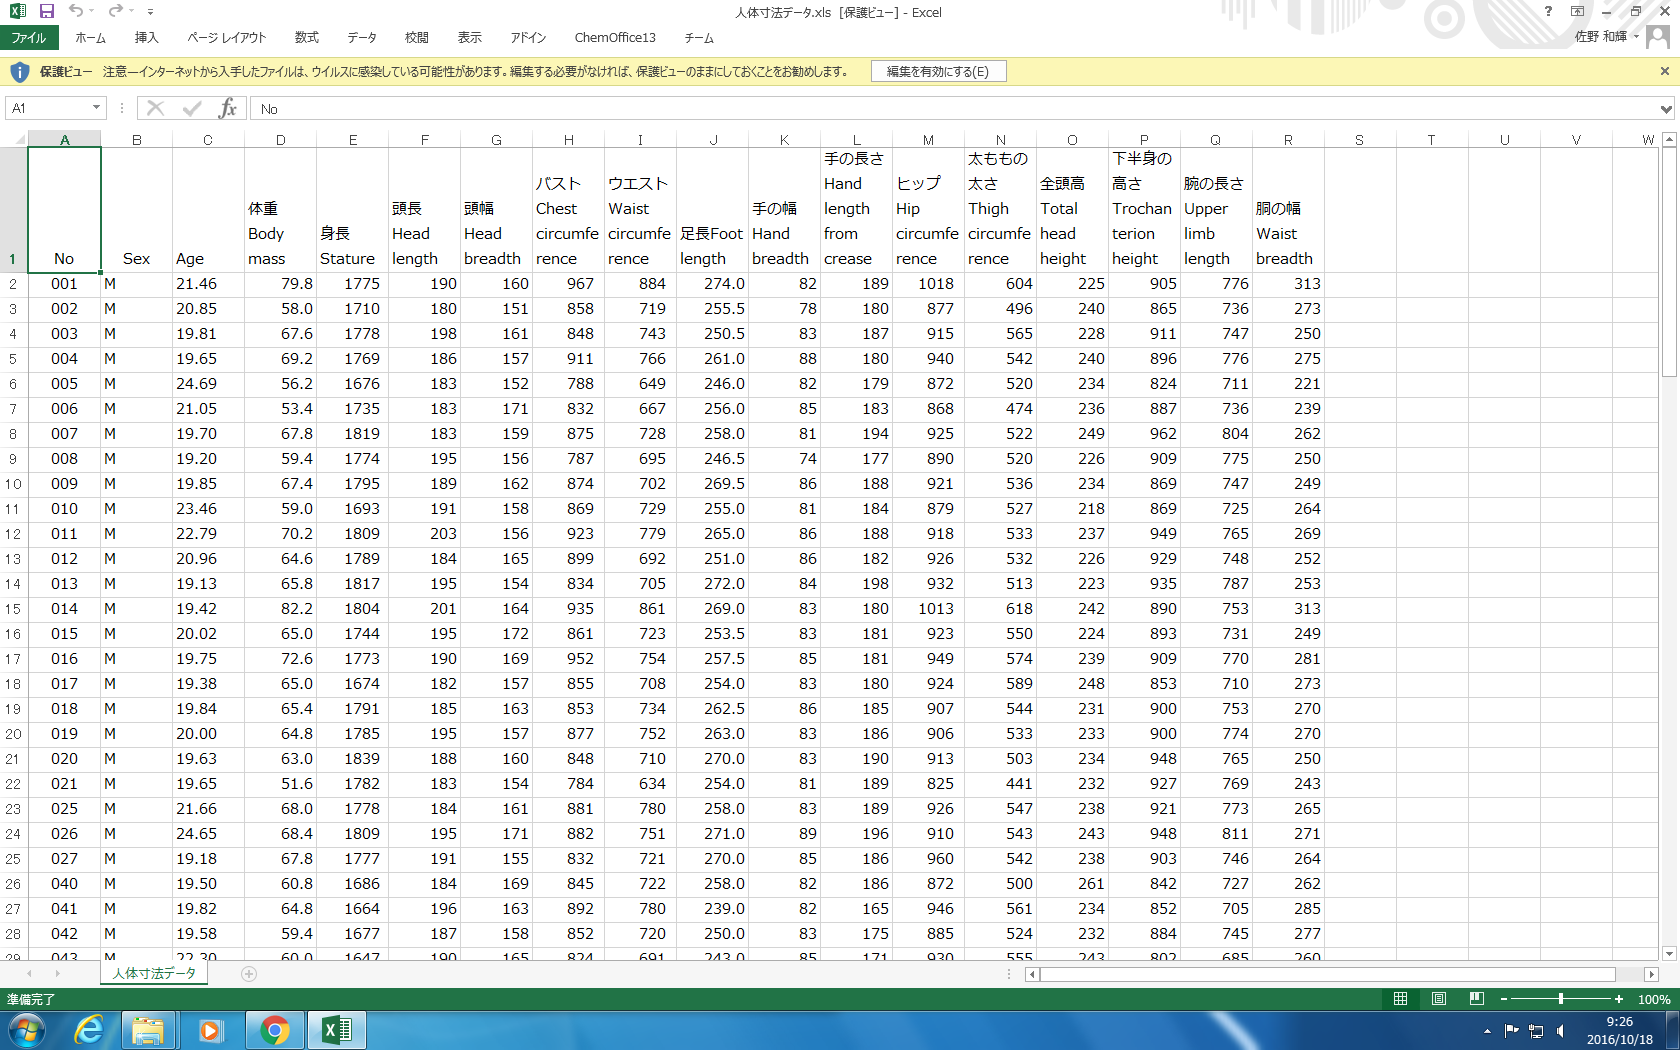 人体寸法データ.xls [保護ビュー] - Excel
ファイル ホーム 挿入 ページ レイアウト 数式 データ 校閲 表示 アドイン ChemOffice13 チーム 佐野 和輝
保護ビュー 注意—インターネットから入手したファイルは、ウイルスに感染している可能性があります。編集する必要がなければ、保護ビューのままにしておくことをお勧めします。 編集を有効にする(E)
A1 fx No
A B C D E F G H I J K L M N O P Q R S T U V W
1 No Sex Age 体重 Body mass 身長 Stature 頭長 Head length 頭幅 Head breadth バスト Chest circumference ウエスト Waist circumference 足長Foot length 手の幅 Hand breadth 手の長さ Hand length from crease ヒップ Hip circumference 太ももの太さ Thigh circumference 全頭高 Total head height 下半身の高さ Trochanterion height 腕の長さ Upper limb length 胴の幅 Waist breadth
2 001 M 21.46 79.8 1775 190 160 967 884 274.0 82 189 1018 604 225 905 776 313
3 002 M 20.85 58.0 1710 180 151 858 719 255.5 78 180 877 496 240 865 736 273
4 003 M 19.81 67.6 1778 198 161 848 743 250.5 83 187 915 565 228 911 747 250
5 004 M 19.65 69.2 1769 186 157 911 766 261.0 88 180 940 542 240 896 776 275
6 005 M 24.69 56.2 1676 183 152 788 649 246.0 82 179 872 520 234 824 711 221
7 006 M 21.05 53.4 1735 183 171 832 667 256.0 85 183 868 474 236 887 736 239
8 007 M 19.70 67.8 1819 183 159 875 728 258.0 81 194 925 522 249 962 804 262
9 008 M 19.20 59.4 1774 195 156 787 695 246.5 74 177 890 520 226 909 775 250
10 009 M 19.85 67.4 1795 189 162 874 702 269.5 86 188 921 536 234 869 747 249
11 010 M 23.46 59.0 1693 191 158 869 729 255.0 81 184 879 527 218 869 725 264
12 011 M 22.79 70.2 1809 203 156 923 779 265.0 86 188 918 533 237 949 765 269
13 012 M 20.96 64.6 1789 184 165 899 692 251.0 86 182 926 532 226 929 748 252
14 013 M 19.13 65.8 1817 195 154 834 705 272.0 84 198 932 513 223 935 787 253
15 014 M 19.42 82.2 1804 201 164 935 861 269.0 83 180 1013 618 242 890 753 313
16 015 M 20.02 65.0 1744 195 172 861 723 253.5 83 181 923 550 224 893 731 249
17 016 M 19.75 72.6 1773 190 169 952 754 257.5 85 181 949 574 239 909 770 281
18 017 M 19.38 65.0 1674 182 157 855 708 254.0 83 180 924 589 248 853 710 273
19 018 M 19.84 65.4 1791 185 163 853 734 262.5 86 185 907 544 231 900 753 270
20 019 M 20.00 64.8 1785 195 157 877 752 263.0 83 186 906 533 233 900 774 270
21 020 M 19.63 63.0 1839 188 160 848 710 270.0 83 190 913 503 234 948 765 250
22 021 M 19.65 51.6 1782 183 154 784 634 254.0 81 189 825 441 232 927 769 243
23 025 M 21.66 68.0 1778 184 161 881 780 258.0 83 189 926 547 238 921 773 265
24 026 M 24.65 68.4 1809 195 171 882 751 271.0 89 196 910 543 243 948 811 271
25 027 M 19.18 67.8 1777 191 155 832 721 270.0 85 186 960 542 238 903 746 264
26 040 M 19.50 60.8 1686 184 169 845 722 258.0 82 186 872 500 261 842 727 262
27 041 M 19.82 64.8 1664 196 163 892 780 239.0 82 165 946 561 234 852 705 285
28 042 M 19.58 59.4 1677 187 158 852 720 250.0 83 175 885 524 232 884 745 277
29 043 M 22.30 60.0 1647 190 165 824 691 243.0 85 171 930 555 243 802 685 260
人体寸法データ
準備完了 100%
9:26
2016/10/18